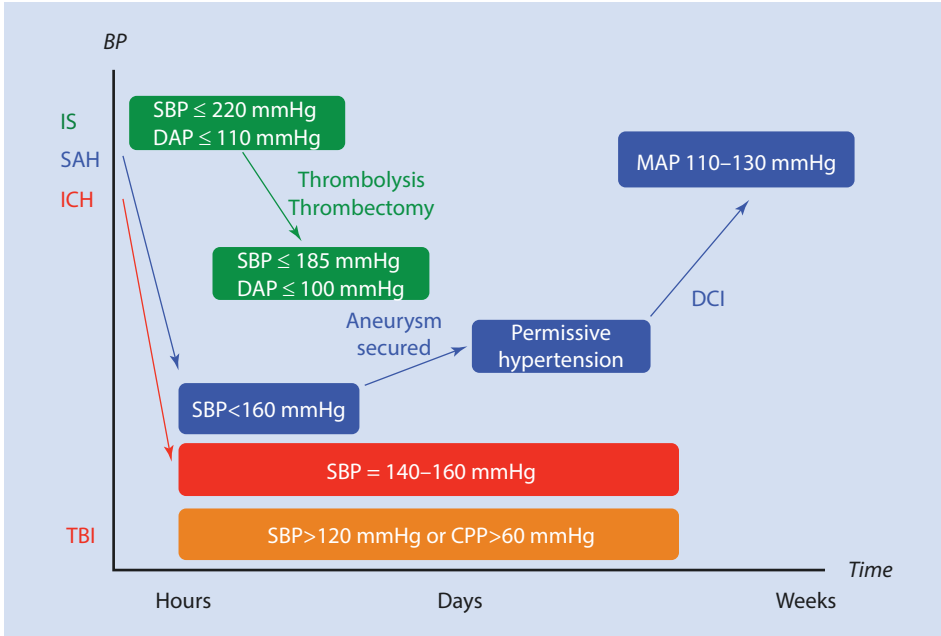 BP
IS
SAH
ICH
TBI
SBP ≤ 220 mmHg
DAP ≤ 110 mmHg
Thrombolysis
Thrombectomy
SBP ≤ 185 mmHg
DAP ≤ 100 mmHg
MAP 110–130 mmHg
DCI
Aneurysm
secured
Permissive
hypertension
SBP<160 mmHg
SBP = 140–160 mmHg
SBP>120 mmHg or CPP>60 mmHg
Time
Hours
Days
Weeks